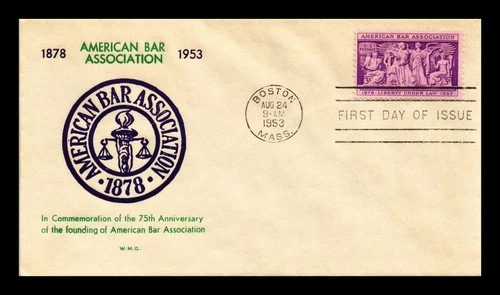 1878 AMERICAN BAR ASSOCIATION 1953
AMERICAN BAR ASSOCIATION
· 1878 ·
In Commemoration of the 75th Anniversary
of the founding of American Bar Association
W.M.G.
BOSTON
AUG 24
9-AM
1953
MASS.
AMERICAN BAR ASSOCIATION
1878 · LIBERTY UNDER LAW · 1953
FIRST DAY OF ISSUE